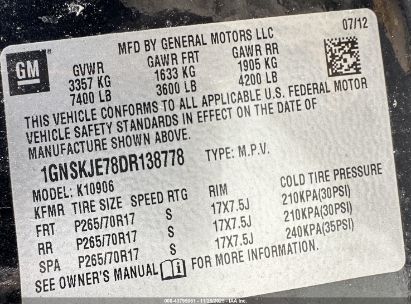 GM
MFD BY GENERAL MOTORS LLC
07/12
GVWR GAWR FRT GAWR RR
3357 KG 1633 KG 1905 KG
7400 LB 3600 LB 4200 LB
THIS VEHICLE CONFORMS TO ALL APPLICABLE U.S. FEDERAL MOTOR
VEHICLE SAFETY STANDARDS IN EFFECT ON THE DATE OF
MANUFACTURE SHOWN ABOVE.
1GNSKJE78DR138778 TYPE: M.P.V.
MODEL: K10906
KFMR TIRE SIZE SPEED RTG RIM COLD TIRE PRESSURE
FRT P265/70R17 S 17X7.5J 210KPA(30PSI)
RR P265/70R17 S 17X7.5J 210KPA(30PSI)
SPA P265/70R17 S 17X7.5J 240KPA(35PSI)
SEE OWNER'S MANUAL FOR MORE INFORMATION.